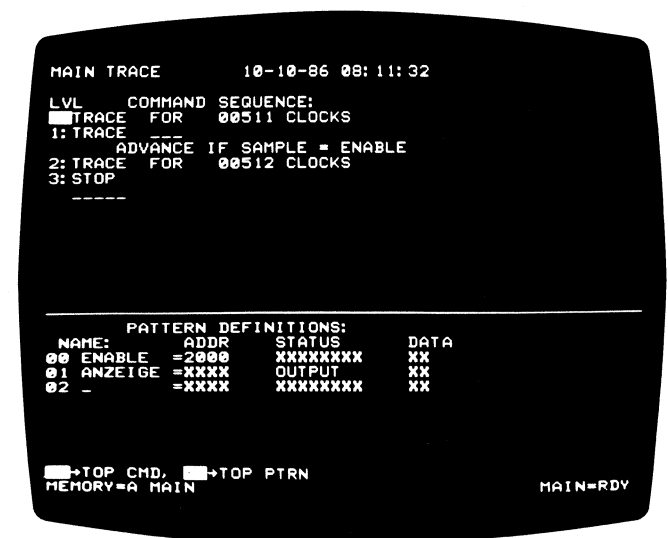 MAIN TRACE 10-10-86 08:11:32
LVL COMMAND SEQUENCE:
TRACE FOR 00511 CLOCKS
1: TRACE ___
ADVANCE IF SAMPLE = ENABLE
2: TRACE FOR 00512 CLOCKS
3: STOP
_____
PATTERN DEFINITIONS:
NAME: ADDR STATUS DATA
00 ENABLE =2000 XXXXXXXX XX
01 ANZEIGE =XXXX OUTPUT XX
02 _ =XXXX XXXXXXXX XX
→TOP CMD, →TOP PTRN
MEMORY=A MAIN MAIN=RDY